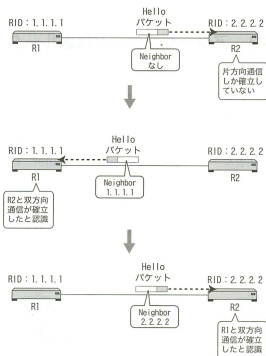 Hello
パケット
RID：1.1.1.1
RID：2.2.2.2
R1
R2
Neighbor
なし
片方向通信
しか確立し
ていない
Hello
パケット
RID：1.1.1.1
RID：2.2.2.2
R1
R2
Neighbor
1.1.1.1
R2と双方向
通信が確立
したと認識
Hello
パケット
RID：1.1.1.1
RID：2.2.2.2
R1
R2
Neighbor
2.2.2.2
R1と双方向
通信が確立
したと認識